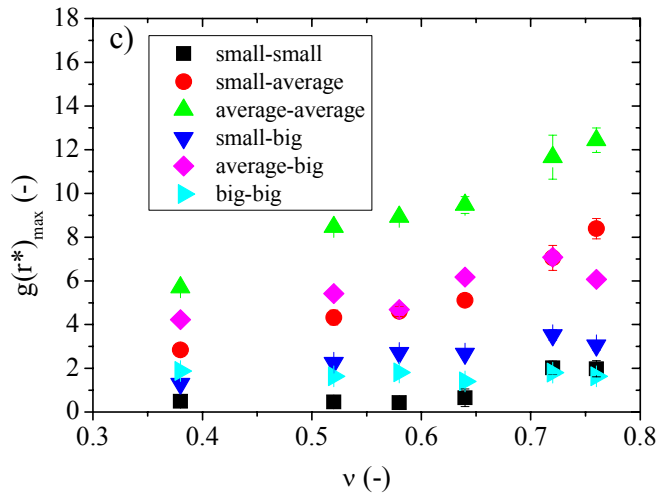 c)
small-small
small-average
average-average
small-big
average-big
big-big
g(r*)max (-)
18
16
14
12
10
8
6
4
2
0
0.3 0.4 0.5 0.6 0.7 0.8
ν (-)